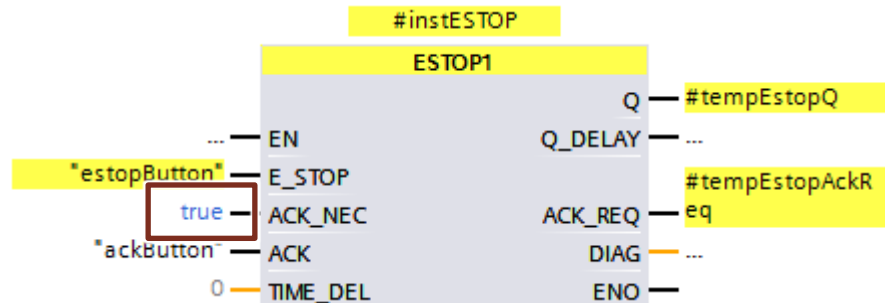 #instESTOP
ESTOP1
Q #tempEstopQ
... EN Q_DELAY ...
"estopButton" E_STOP
#tempEstopAckR
true ACK_NEC ACK_REQ eq
"ackButton" ACK DIAG ...
0 TIME_DEL ENO